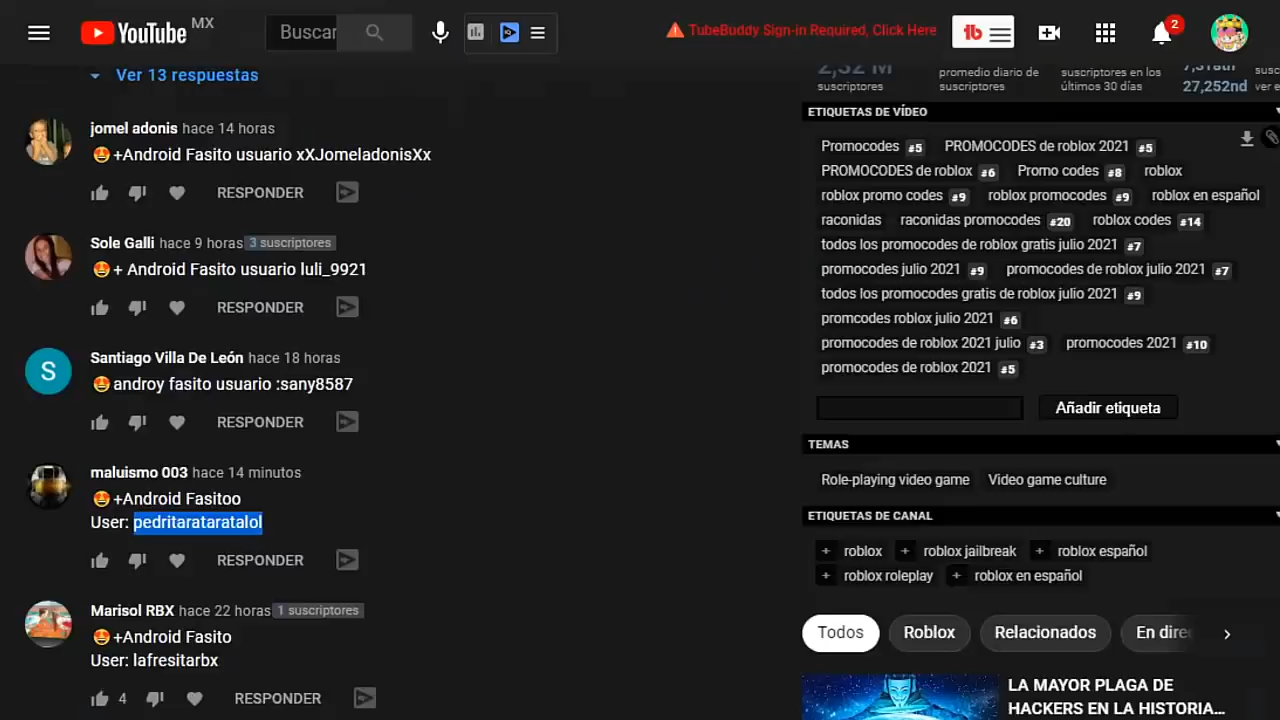 YouTube MX
Buscar
TubeBuddy Sign-in Required, Click Here
tb
2
Ver 13 respuestas
jomel adonis hace 14 horas
🤩+Android Fasito usuario xXJomeladonisXx
RESPONDER
Sole Galli hace 9 horas 3 suscriptores
🤩+ Android Fasito usuario luli_9921
RESPONDER
S
Santiago Villa De León hace 18 horas
🤩androy fasito usuario :sany8587
RESPONDER
maluismo 003 hace 14 minutos
🤩+Android Fasitoo
User: pedritarataratalol
RESPONDER
Marisol RBX hace 22 horas 1 suscriptores
🤩+Android Fasito
User: lafresitarbx
4 RESPONDER
2,32 M
suscriptores
promedio diario de
suscriptores
suscriptores en los
últimos 30 días
7,318th
27,252nd
susc
ver e
ETIQUETAS DE VÍDEO
Promocodes #5 PROMOCODES de roblox 2021 #5
PROMOCODES de roblox #6 Promo codes #8 roblox
roblox promo codes #9 roblox promocodes #9 roblox en español
raconidas raconidas promocodes #20 roblox codes #14
todos los promocodes de roblox gratis julio 2021 #7
promocodes julio 2021 #9 promocodes de roblox julio 2021 #7
todos los promocodes gratis de roblox julio 2021 #9
promcodes roblox julio 2021 #6
promocodes de roblox 2021 julio #3 promocodes 2021 #10
promocodes de roblox 2021 #5
Añadir etiqueta
TEMAS
Role-playing video game Video game culture
ETIQUETAS DE CANAL
+ roblox + roblox jailbreak + roblox español
+ roblox roleplay + roblox en español
Todos Roblox Relacionados En direc
LA MAYOR PLAGA DE
HACKERS EN LA HISTORIA...